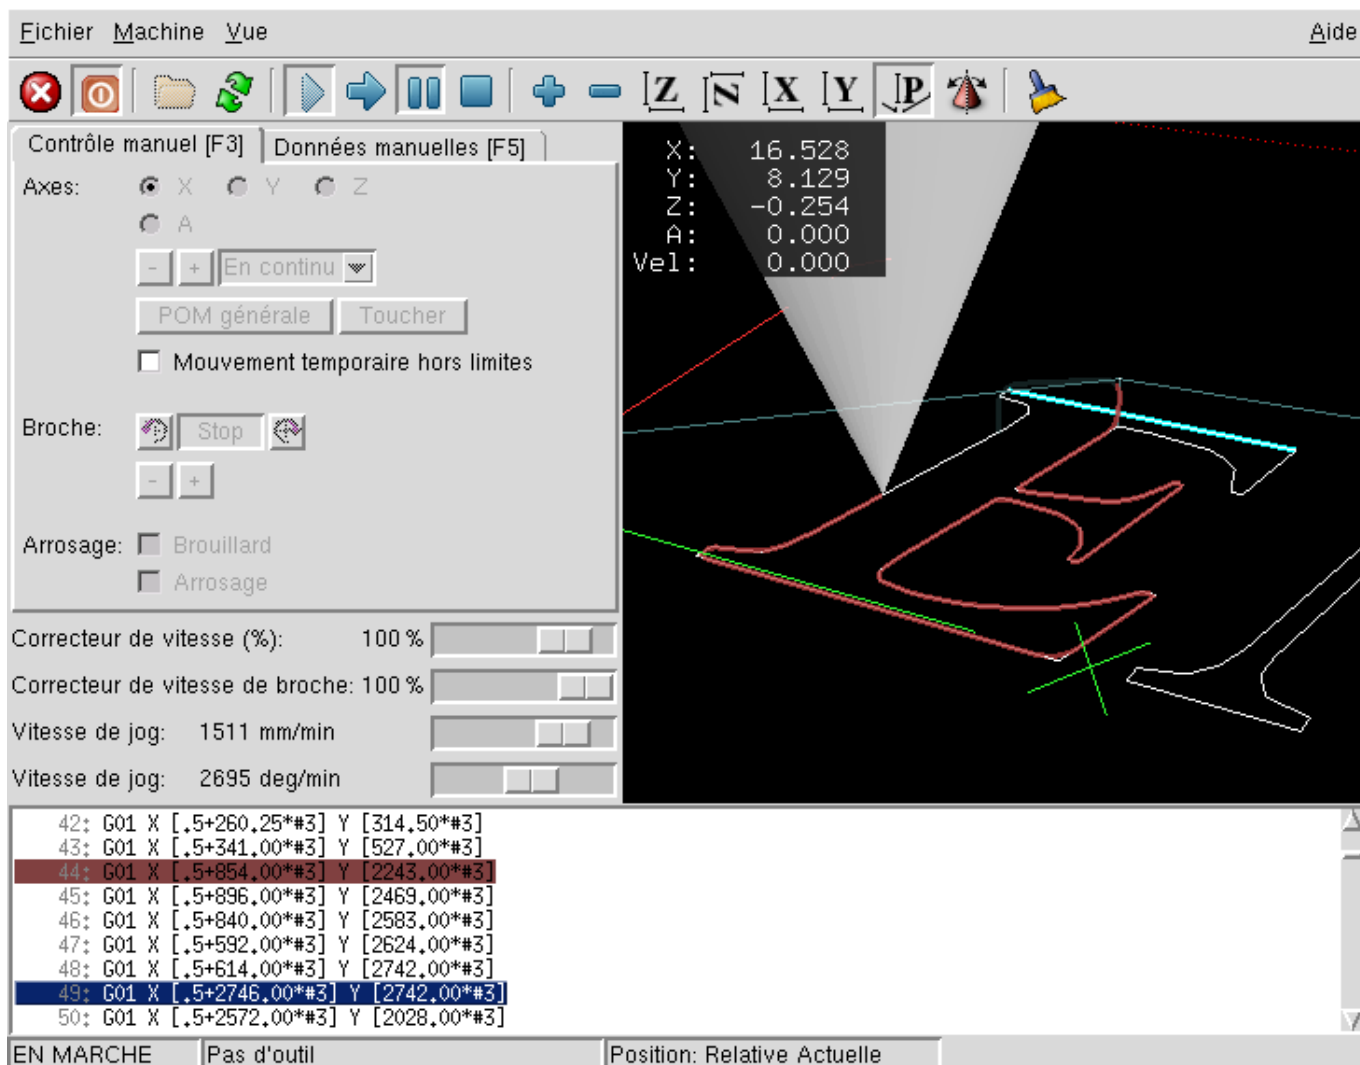 Fichier Machine Vue Aide
Z N X Y P
Contrôle manuel [F3] Données manuelles [F5]
Axes: X Y Z
A
- + En continu
POM générale Toucher
Mouvement temporaire hors limites
Broche: Stop
- +
Arrosage: Brouillard
Arrosage
Correcteur de vitesse (%): 100 %
Correcteur de vitesse de broche: 100 %
Vitesse de jog: 1511 mm/min
Vitesse de jog: 2695 deg/min
X: 16.528
Y: 8.129
Z: -0.254
A: 0.000
Vel: 0.000
42: G01 X [.5+260.25*#3] Y [314.50*#3]
43: G01 X [.5+341.00*#3] Y [527.00*#3]
44: G01 X [.5+854.00*#3] Y [2243.00*#3]
45: G01 X [.5+896.00*#3] Y [2469.00*#3]
46: G01 X [.5+840.00*#3] Y [2583.00*#3]
47: G01 X [.5+592.00*#3] Y [2624.00*#3]
48: G01 X [.5+614.00*#3] Y [2742.00*#3]
49: G01 X [.5+2746.00*#3] Y [2742.00*#3]
50: G01 X [.5+2572.00*#3] Y [2028.00*#3]
EN MARCHE Pas d'outil Position: Relative Actuelle